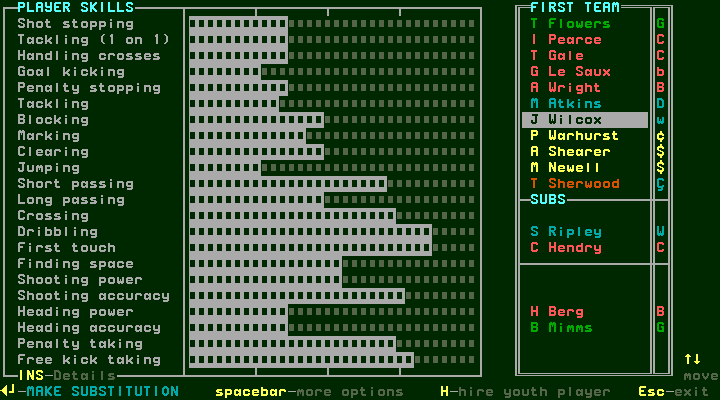 PLAYER SKILLS
Shot stopping
Tackling (1 on 1)
Handling crosses
Goal kicking
Penalty stopping
Tackling
Blocking
Marking
Clearing
Jumping
Short passing
Long passing
Crossing
Dribbling
First touch
Finding space
Shooting power
Shooting accuracy
Heading power
Heading accuracy
Penalty taking
Free kick taking
INS-Details
FIRST TEAM
T Flowers G
I Pearce C
T Gale C
G Le Saux b
A Wright B
M Atkins D
J Wilcox w
P Warhurst ¢
A Shearer $
M Newell $
T Sherwood Ç
SUBS
S Ripley W
C Hendry C
H Berg B
B Mimms G
↑↓
move
↵-MAKE SUBSTITUTION spacebar-more options H-hire youth player Esc-exit